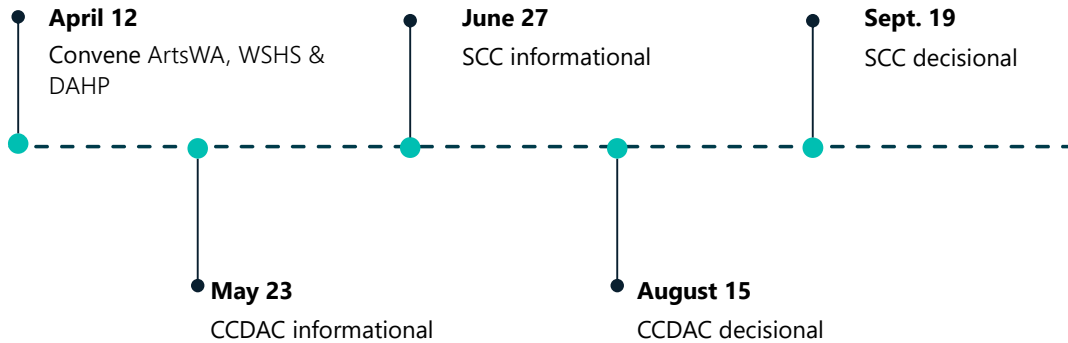 April 12
Convene ArtsWA, WSHS &
DAHP
May 23
CCDAC informational
June 27
SCC informational
August 15
CCDAC decisional
Sept. 19
SCC decisional